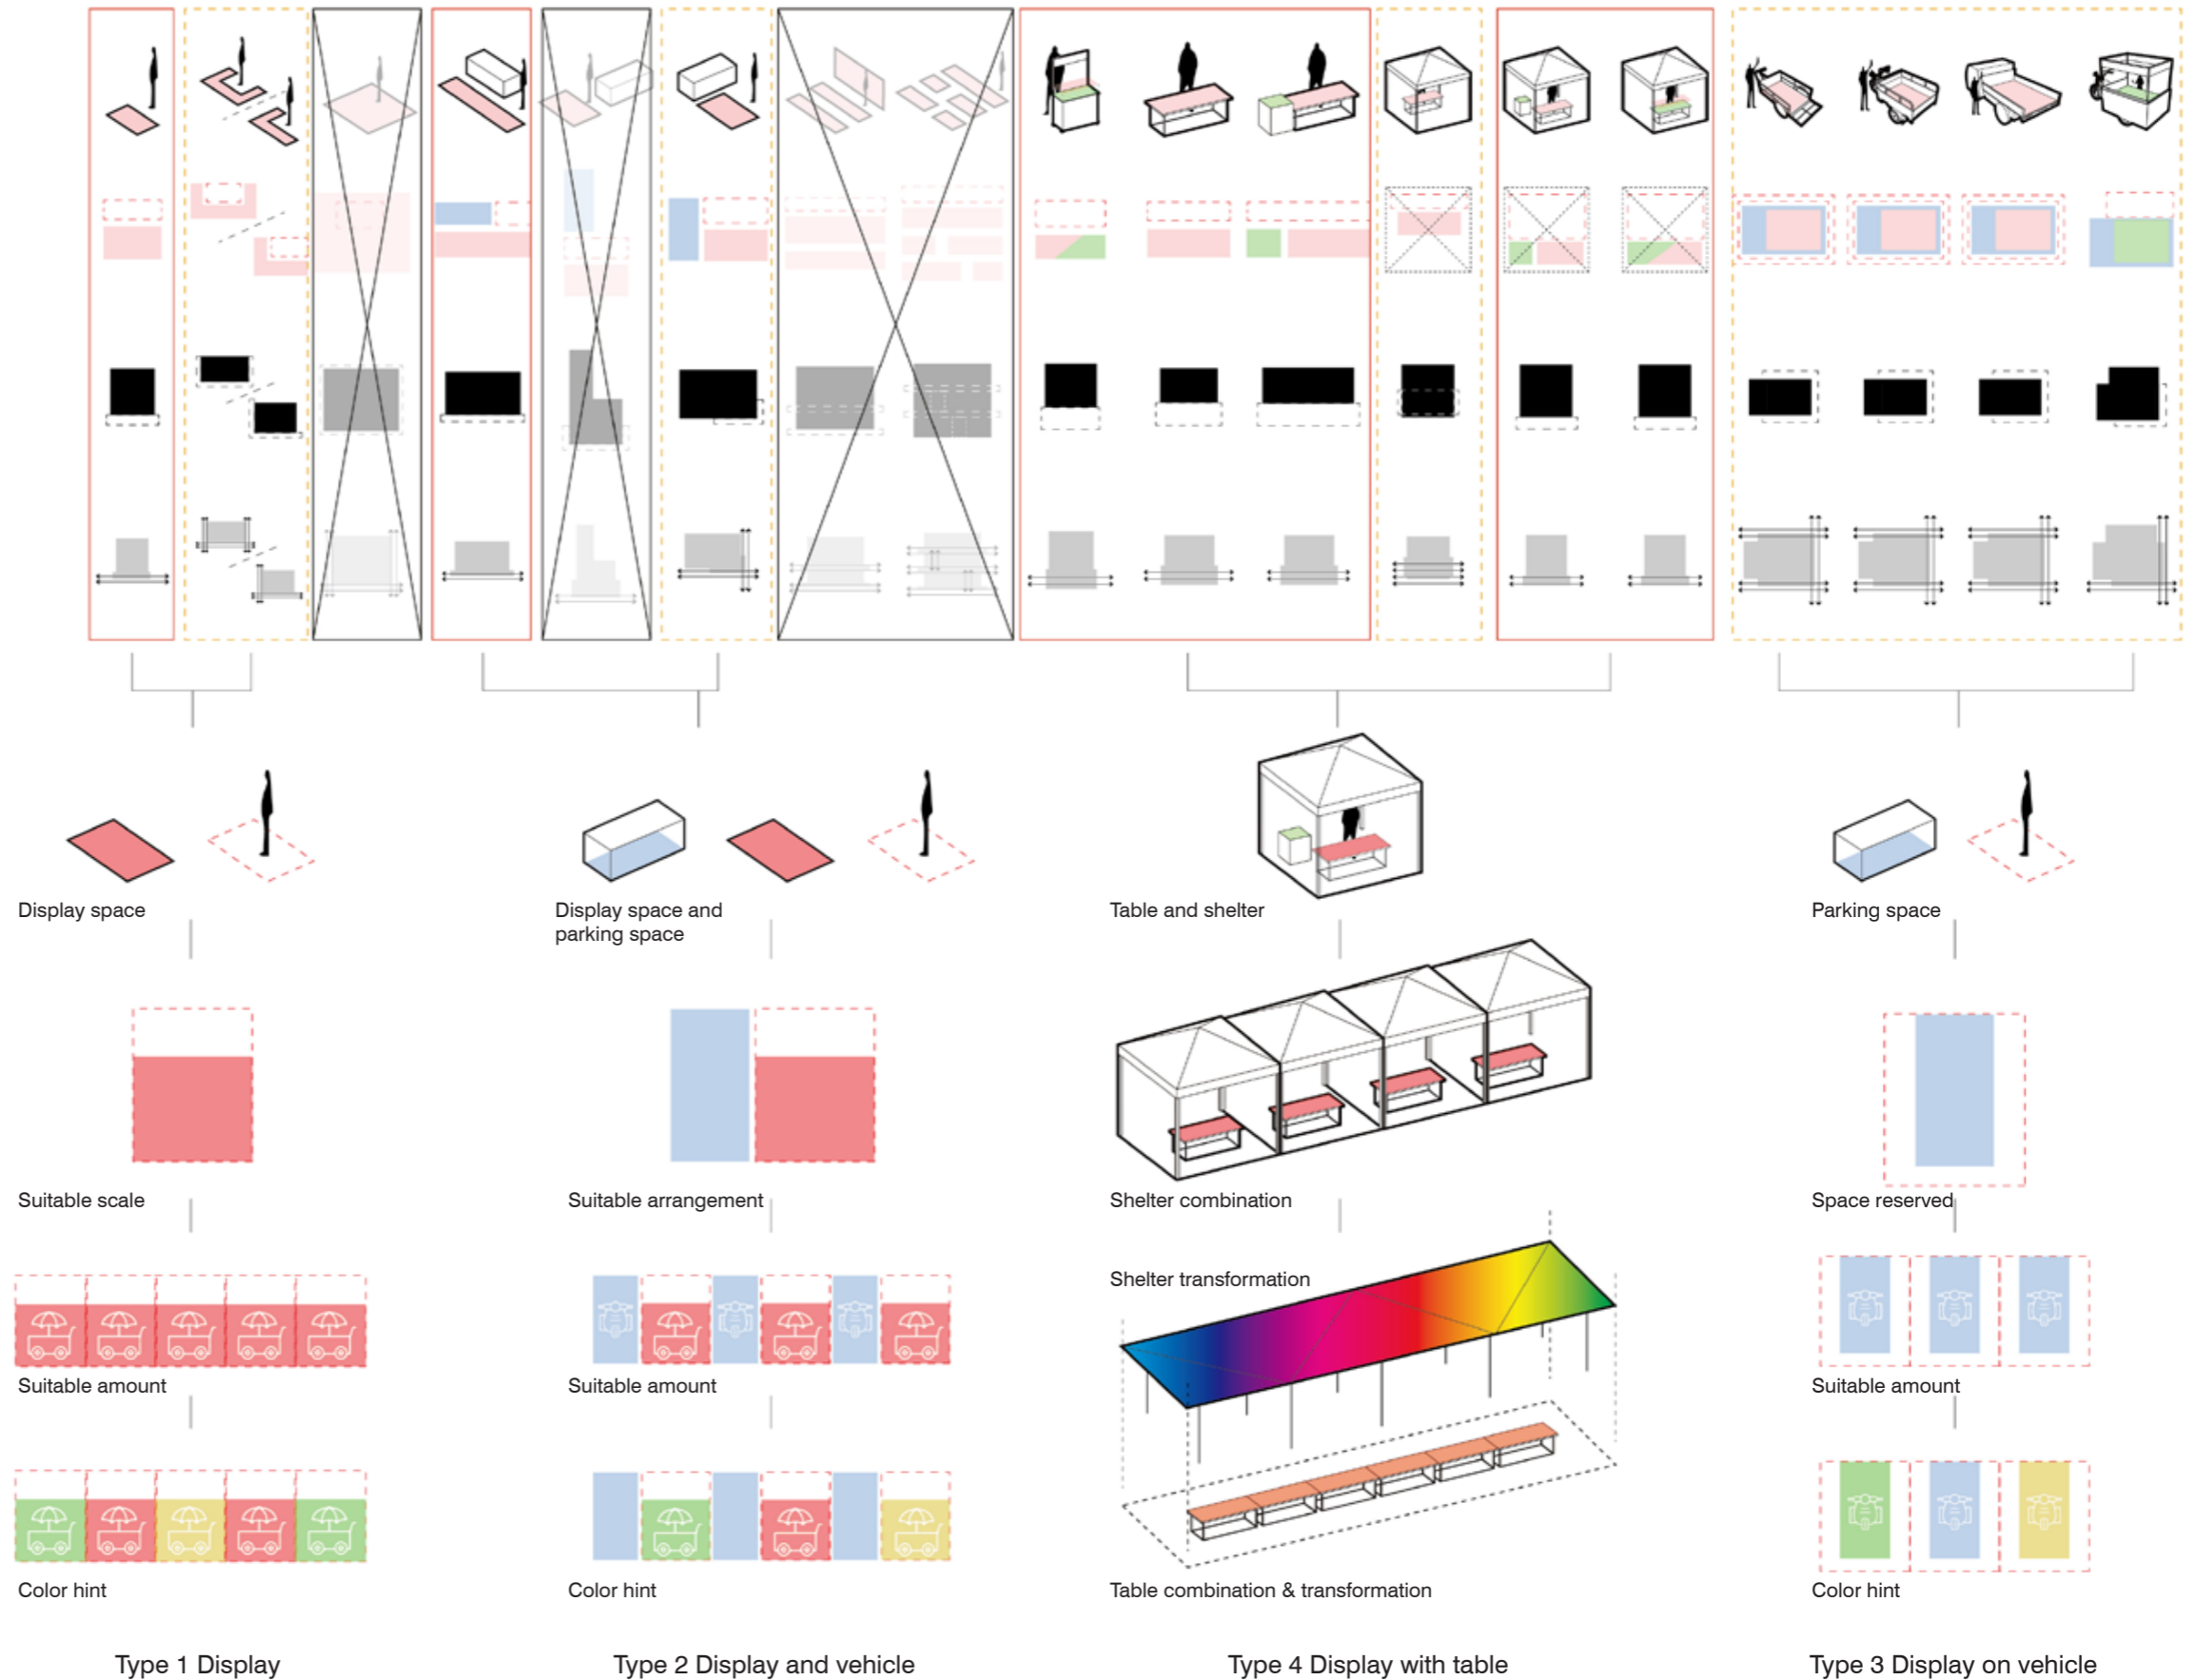 Display space
Display space and
parking space
Table and shelter
Parking space
Suitable scale
Suitable arrangement
Shelter combination
Space reserved
Shelter transformation
Suitable amount
Suitable amount
Suitable amount
Color hint
Color hint
Table combination & transformation
Color hint
Type 1 Display
Type 2 Display and vehicle
Type 4 Display with table
Type 3 Display on vehicle